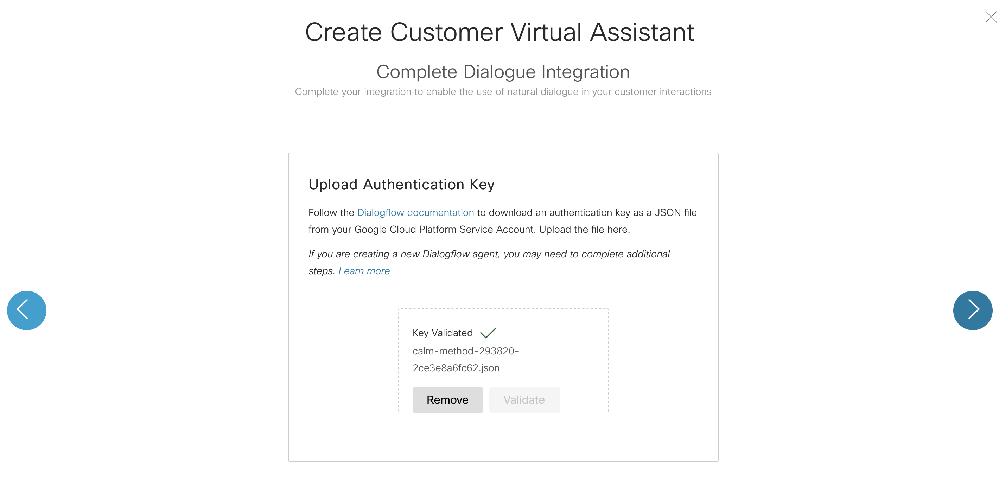 Create Customer Virtual Assistant
Complete Dialogue Integration
Complete your integration to enable the use of natural dialogue in your customer interactions
Upload Authentication Key
Follow the Dialogflow documentation to download an authentication key as a JSON file
from your Google Cloud Platform Service Account. Upload the file here.
If you are creating a new Dialogflow agent, you may need to complete additional
steps. Learn more
Key Validated
calm-method-293820-
2ce3e8a6fc62.json
Remove Validate